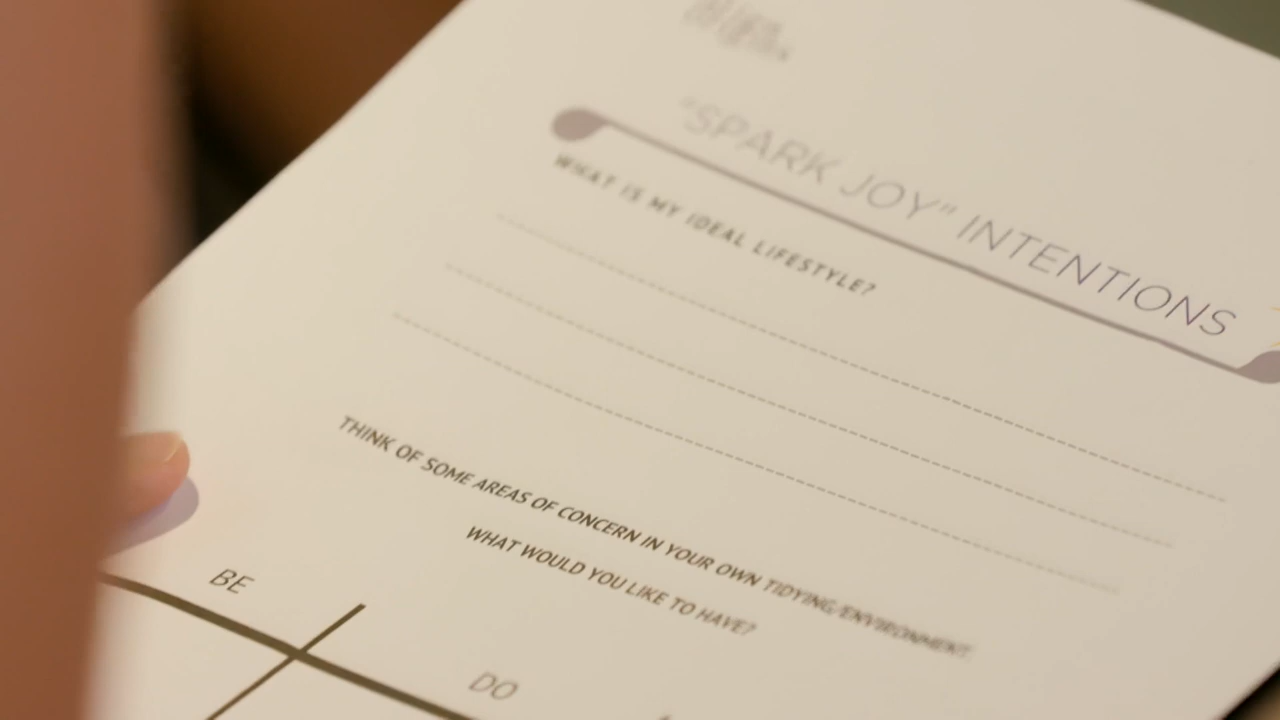 "SPARK JOY" INTENTIONS
WHAT IS MY IDEAL LIFESTYLE?
THINK OF SOME AREAS OF CONCERN IN YOUR OWN TIDYING/ENVIRONMENT.
WHAT WOULD YOU LIKE TO HAVE?
BE
DO